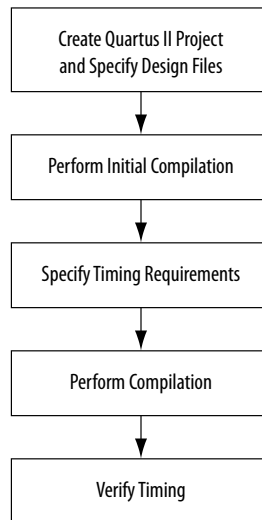 Create Quartus II Project
and Specify Design Files
Perform Initial Compilation
Specify Timing Requirements
Perform Compilation
Verify Timing